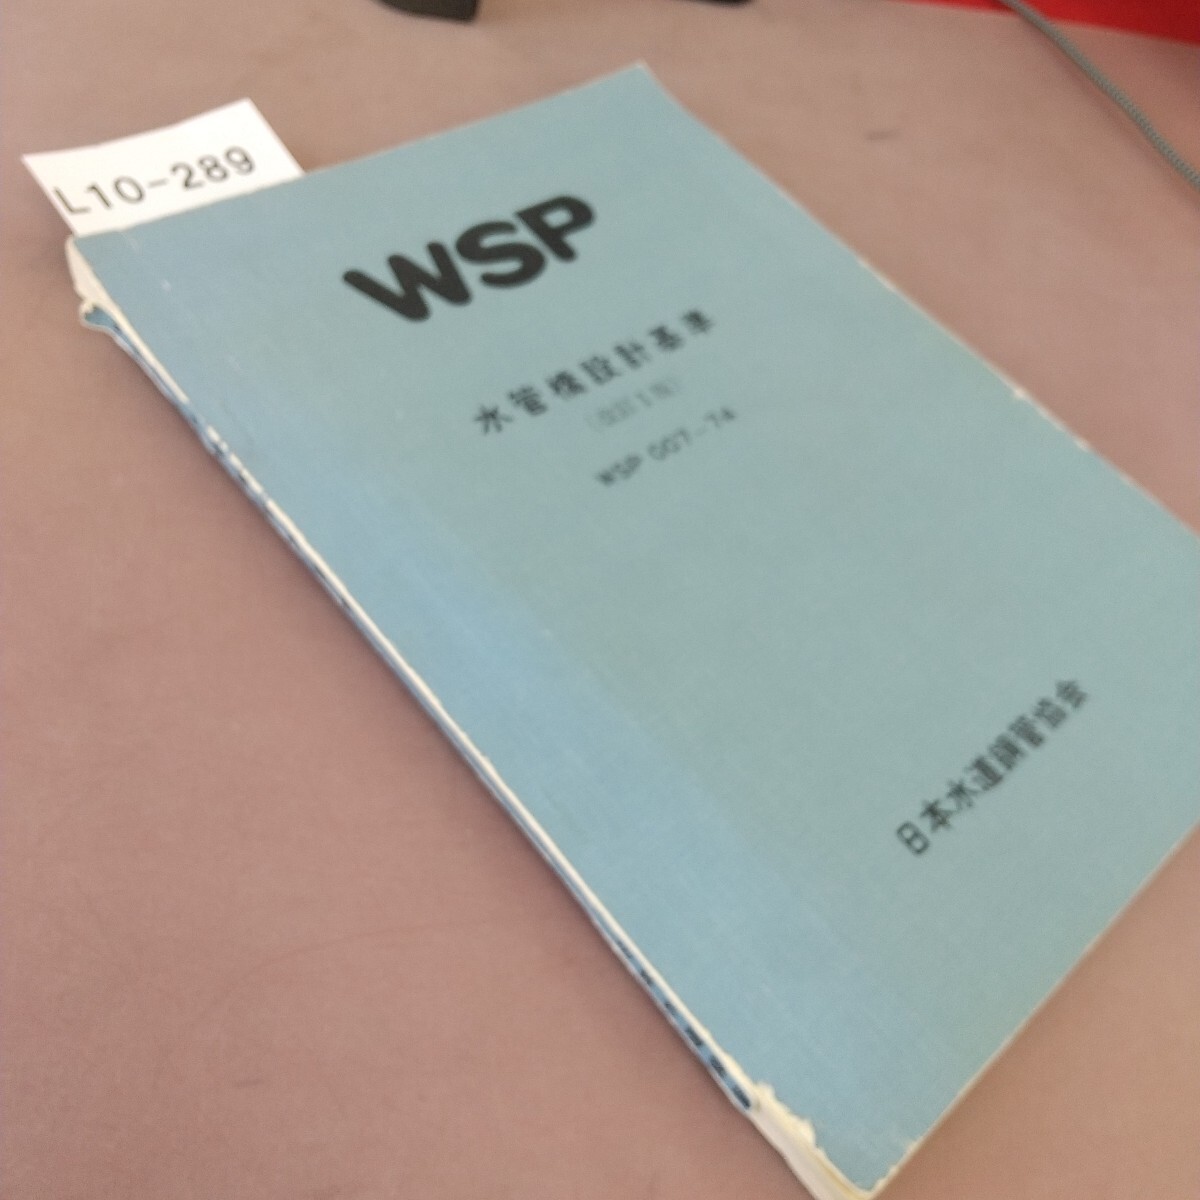 L10-289
WSP
水管橋設計基準
WSP 007-74
日本水道鋼管協会